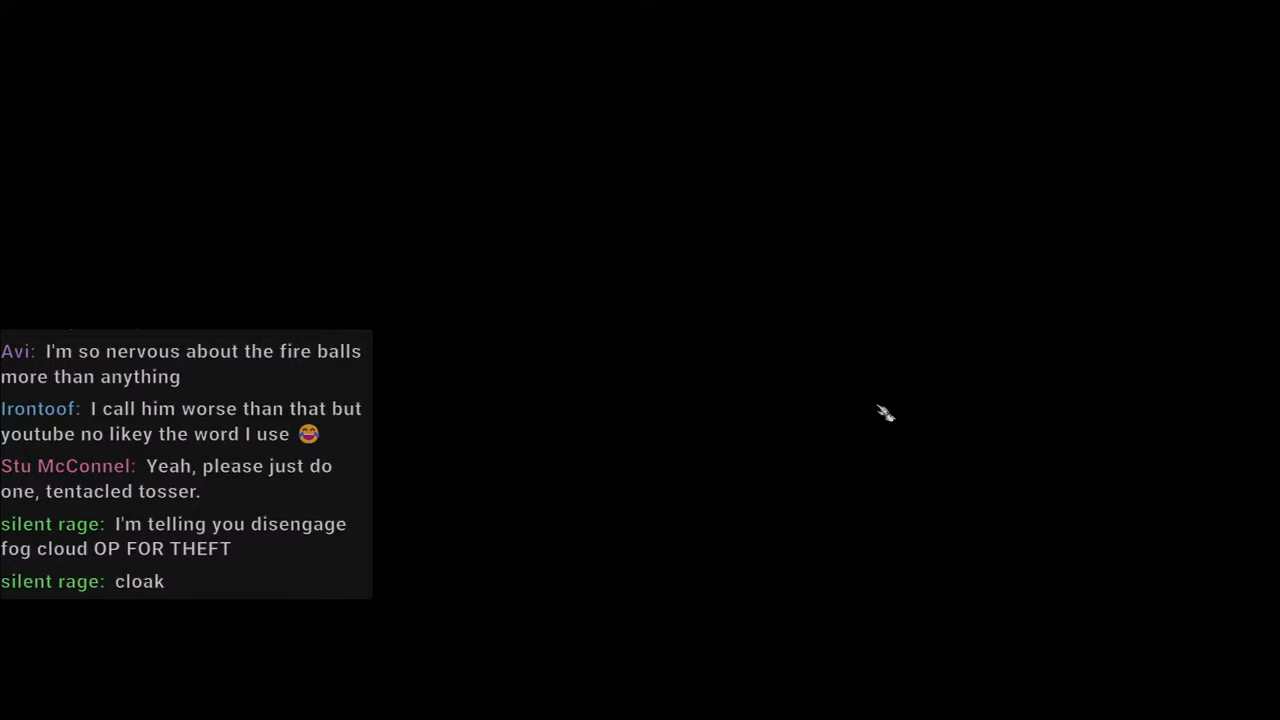 Avi: I'm so nervous about the fire balls
more than anything
Irontoof: I call him worse than that but
youtube no likey the word I use 😂
Stu McConnel: Yeah, please just do
one, tentacled tosser.
silent rage: I'm telling you disengage
fog cloud OP FOR THEFT
silent rage: cloak